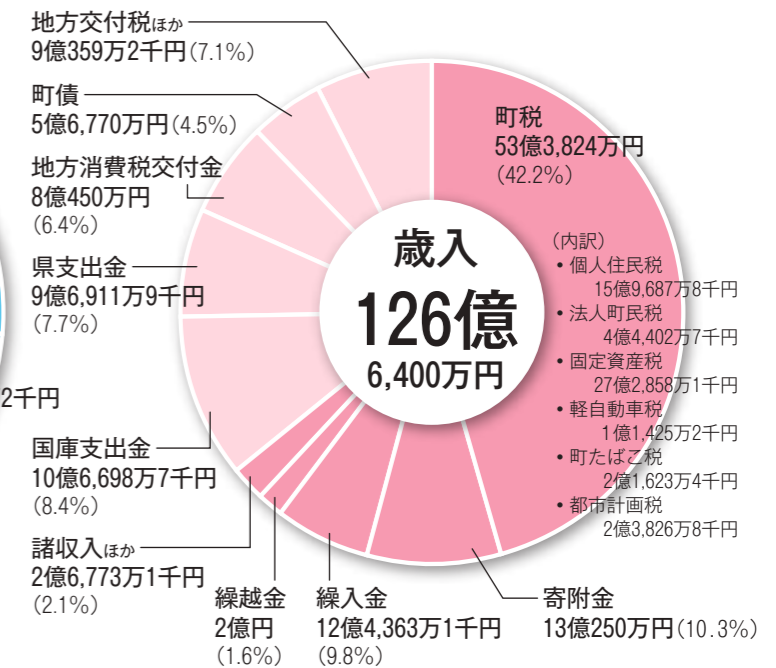 地方交付税ほか
9億359万2千円(7.1%)
町債
5億6,770万円(4.5%)
地方消費税交付金
8億450万円
(6.4%)
県支出金
9億6,911万9千円
(7.7%)
2千円
国庫支出金
10億6,698万7千円
(8.4%)
諸収入ほか
2億6,773万1千円
(2.1%)
繰越金
2億円
(1.6%)
繰入金
12億4,363万1千円
(9.8%)
寄附金
13億250万円(10.3%)
町税
53億3,824万円
(42.2%)
(内訳)
・個人住民税
15億9,687万8千円
・法人町民税
4億4,402万7千円
・固定資産税
27億2,858万1千円
・軽自動車税
1億1,425万2千円
・町たばこ税
2億1,623万4千円
・都市計画税
2億3,826万8千円
歳入
126億
6,400万円